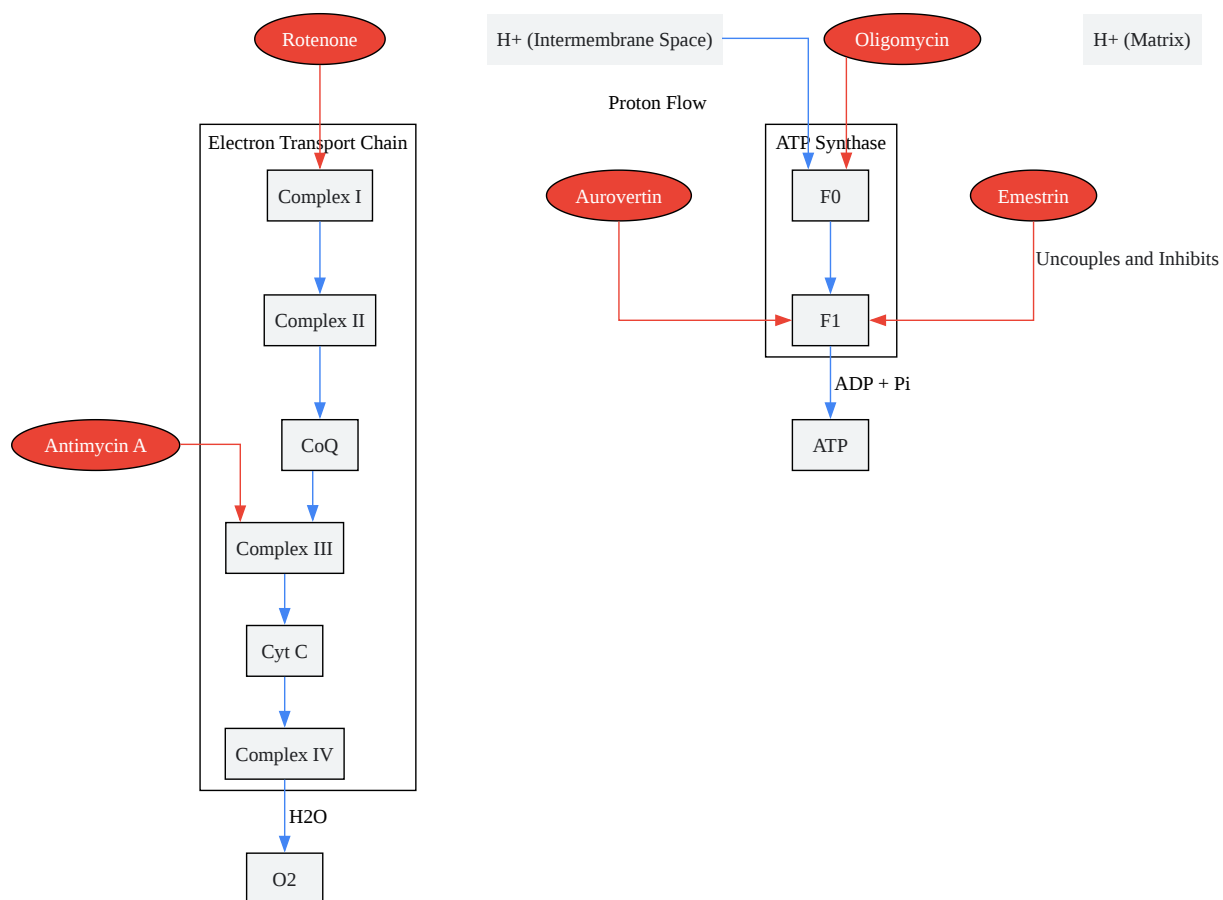 Rotenone
H+ (Intermembrane Space)
Oligomycin
H+ (Matrix)
Proton Flow
Electron Transport Chain
ATP Synthase
Complex I
Aurovertin
F0
Emestrin
Uncouples and Inhibits
Complex II
F1
ADP + Pi
Antimycin A
CoQ
ATP
Complex III
Cyt C
Complex IV
H2O
O2